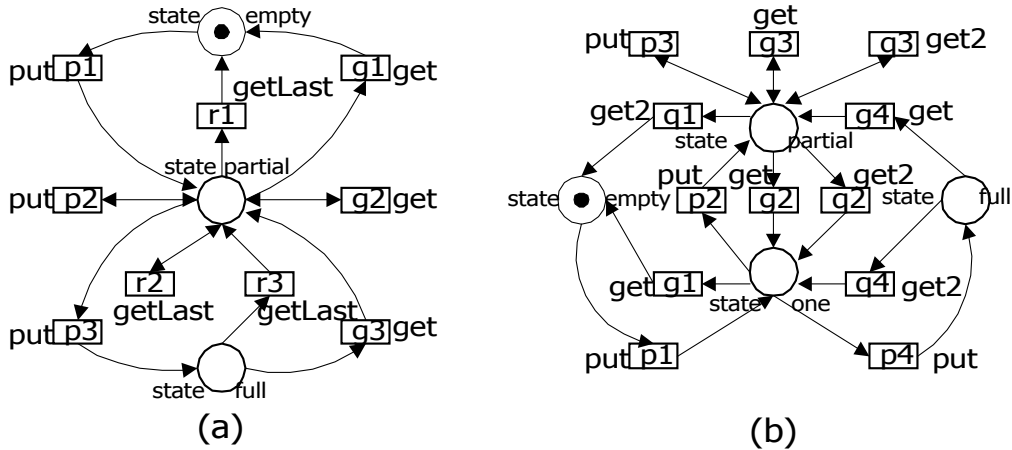 state empty
put p1
g1 get
getLast
r1
state partial
put p2
g2 get
r2
r3
getLast
getLast
put p3
g3 get
state full
(a)
get
put p3
g3
q3 get2
get2 q1
g4 get
state partial
put get get2
state empty
p2 g2 q2
state full
get g1
q4 get2
state one
put p1
p4 put
(b)